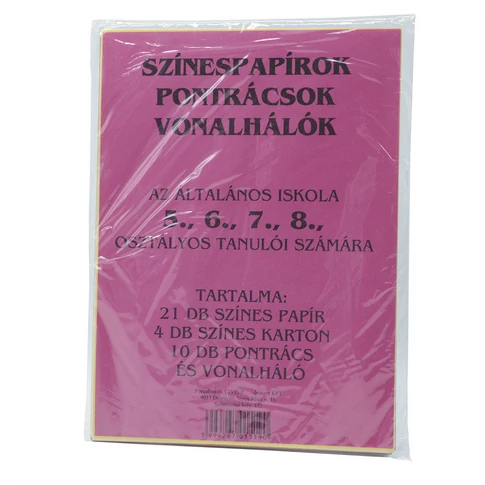 SZÍNESPAPÍROK
PONTRÁCSOK
VONALHÁLÓK
AZ ÁLTALÁNOS ISKOLA
5., 6., 7., 8.,
OSZTÁLYOS TANULÓI SZÁMÁRA
TARTALMA:
21 DB SZÍNES PAPÍR
4 DB SZÍNES KARTON
10 DB PONTRÁCS
ÉS VONALHÁLÓ